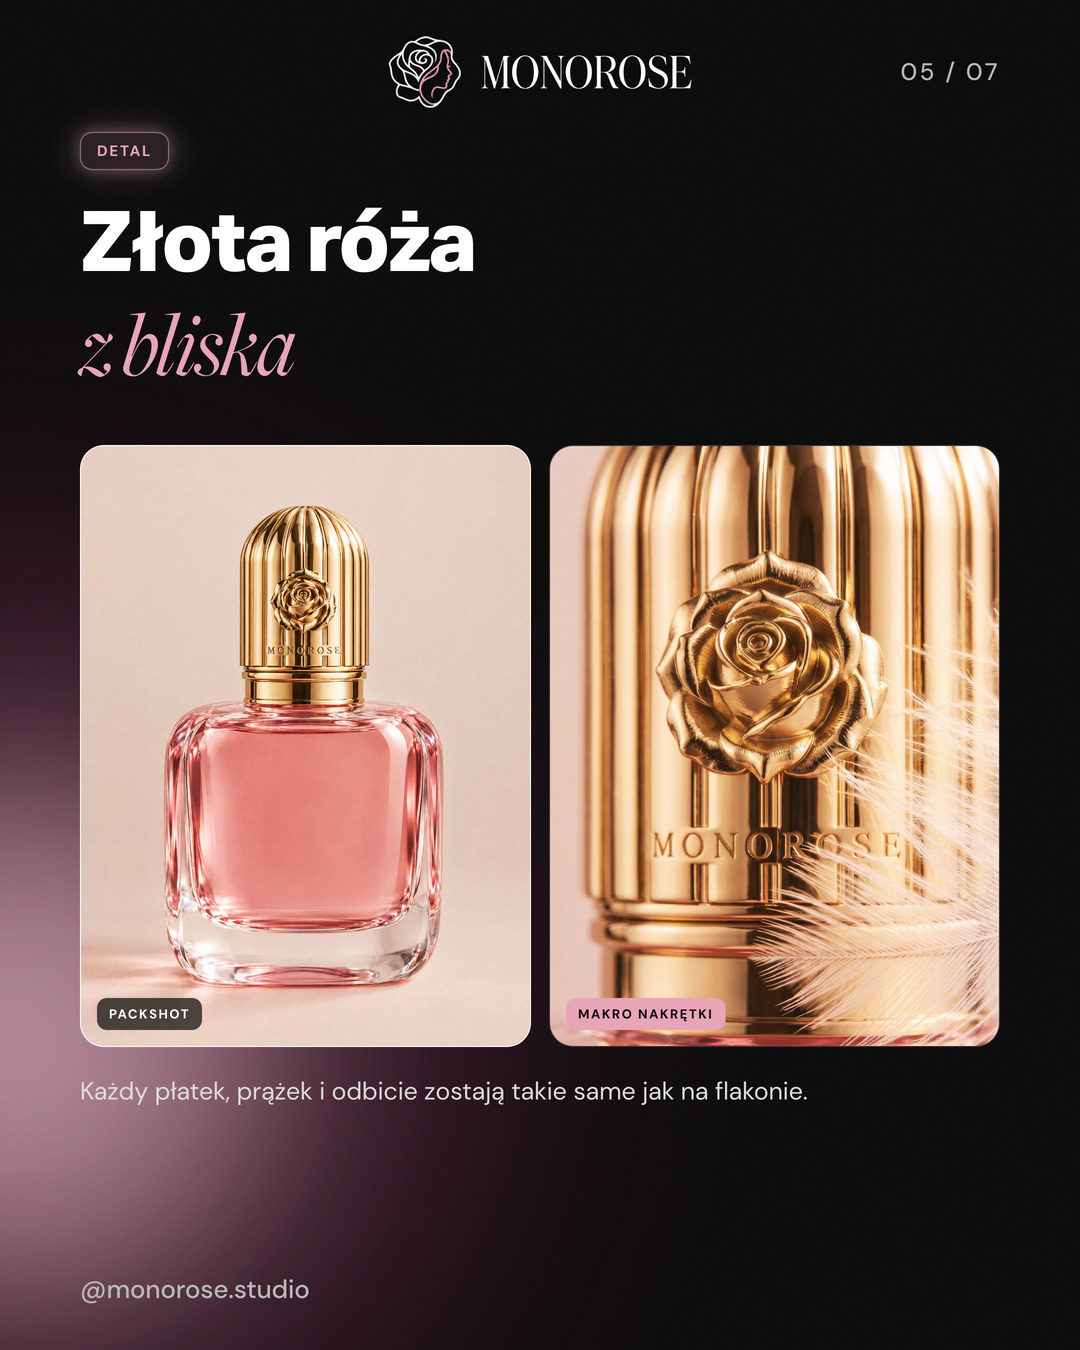 MONOROSE
05 / 07
DETAL
Złota róża
z bliska
MONOROSE
MONOROSE
PACKSHOT
MAKRO NAKRĘTKI
Każdy płatek, prążek i odbicie zostają takie same jak na flakonie.
@monorose.studio